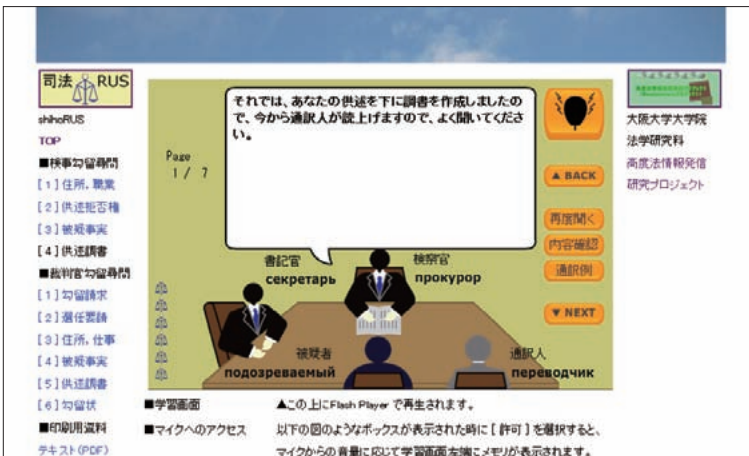 司法 RUS
shihoRUS
TOP
■検事勾留尋問
[1]住所、職業
[2]供述拒否権
[3]被疑事実
[4]供述調書
■裁判官勾留尋問
[1]勾留請求
[2]選任要請
[3]住所、仕事
[4]被疑事実
[5]供述調書
[6]勾留状
■印刷用資料
テキスト(PDF)
Page
1/ 7
それでは、あなたの供述を下に調書を作成しましたの
で、今から通訳人が読上げますので、よく聞いてくださ
い。
書記官
секретарь
検察官
прокурор
被疑者
подозреваемый
通訳人
переводчик
▲ BACK
再度聞く
内容確認
通訳例
▼ NEXT
■学習画面
▲この上にFlash Player で再生されます。
■マイクへのアクセス
以下の図のようなボックスが表示された時に[許可]を選択すると、
マイクからの音量に応じて学習画面左端にメモリが表示されます。
大阪大学大学院
法学研究科
高度法情報発信
研究プロジェクト